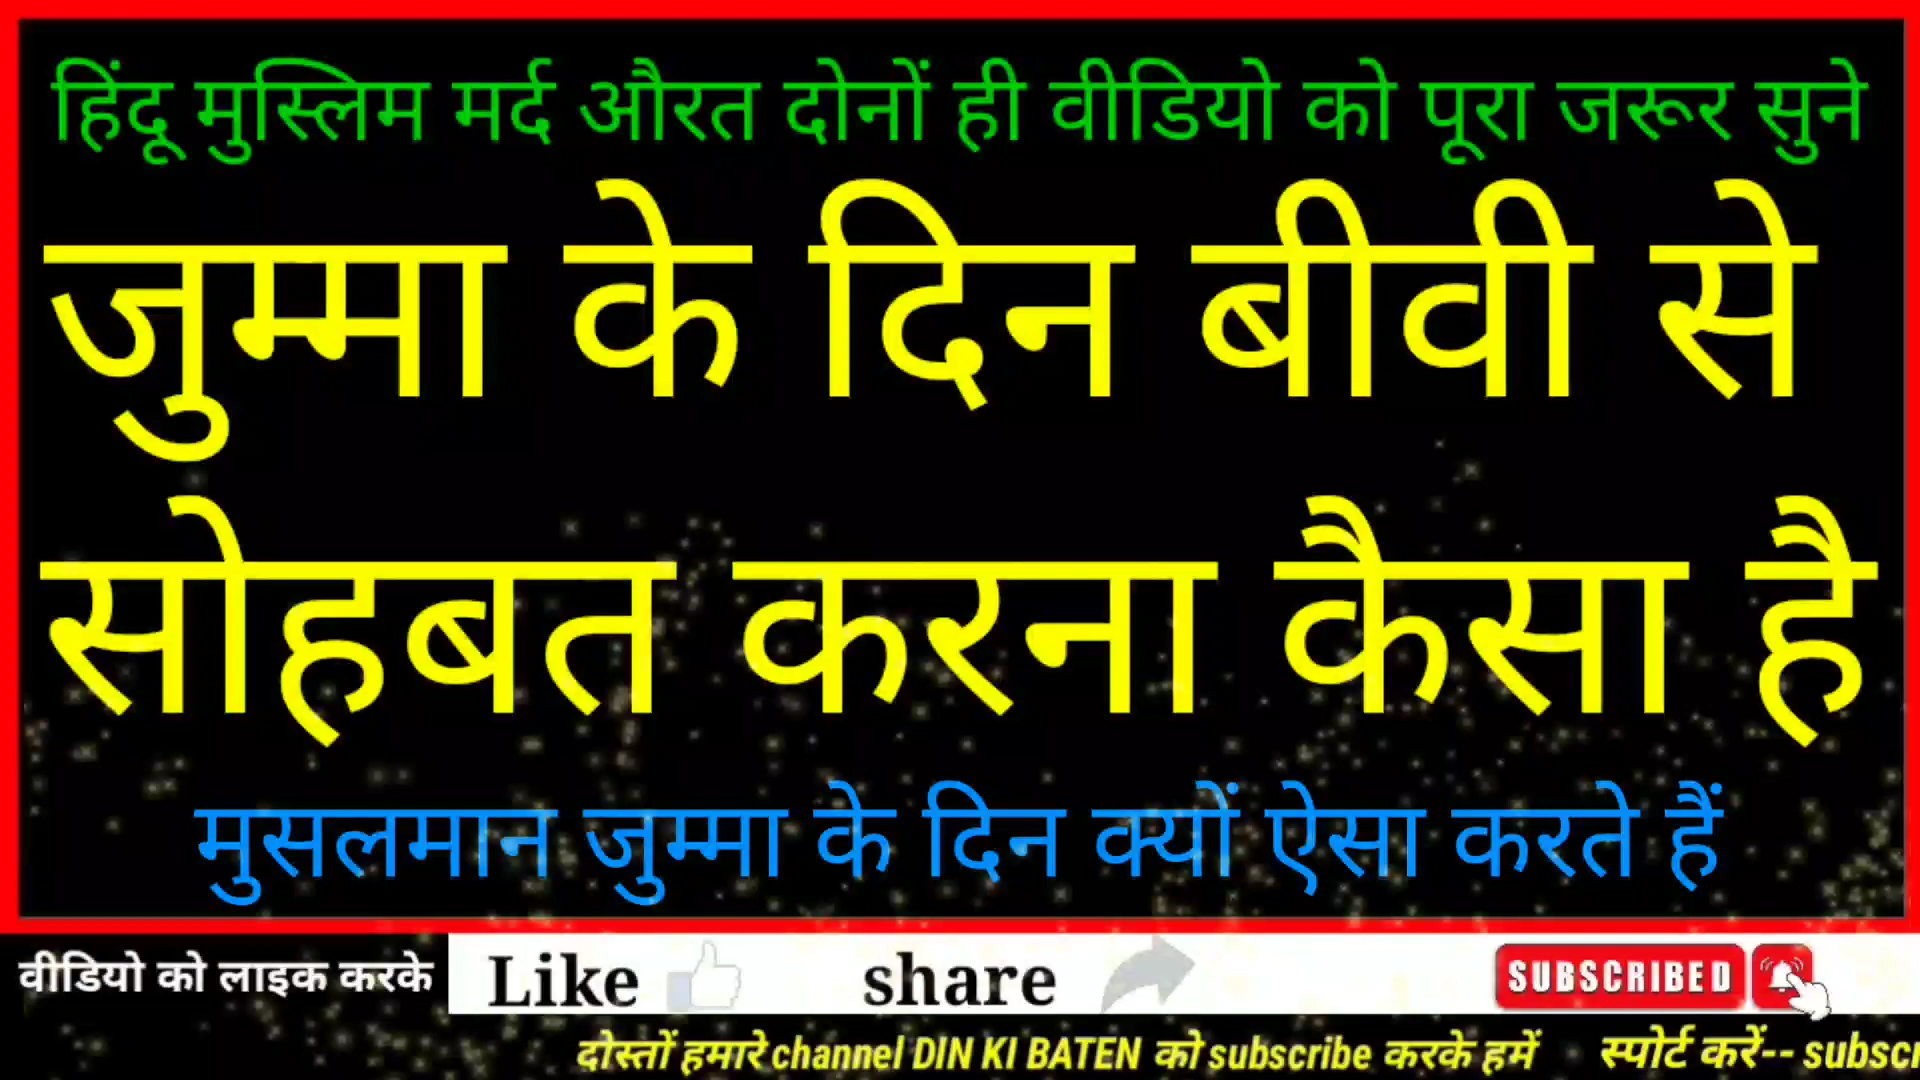 हिंदू मुस्लिम मर्द औरत दोनों ही वीडियो को पूरा जरूर सुने
जुम्मा के दिन बीवी से
सोहबत करना कैसा है
मुसलमान जुम्मा के दिन क्यों ऐसा करते हैं
वीडियो को लाइक करके Like share SUBSCRIBED
दोस्तों हमारे channel DIN KI BATEN को subscribe करके हमें स्पोर्ट करें--